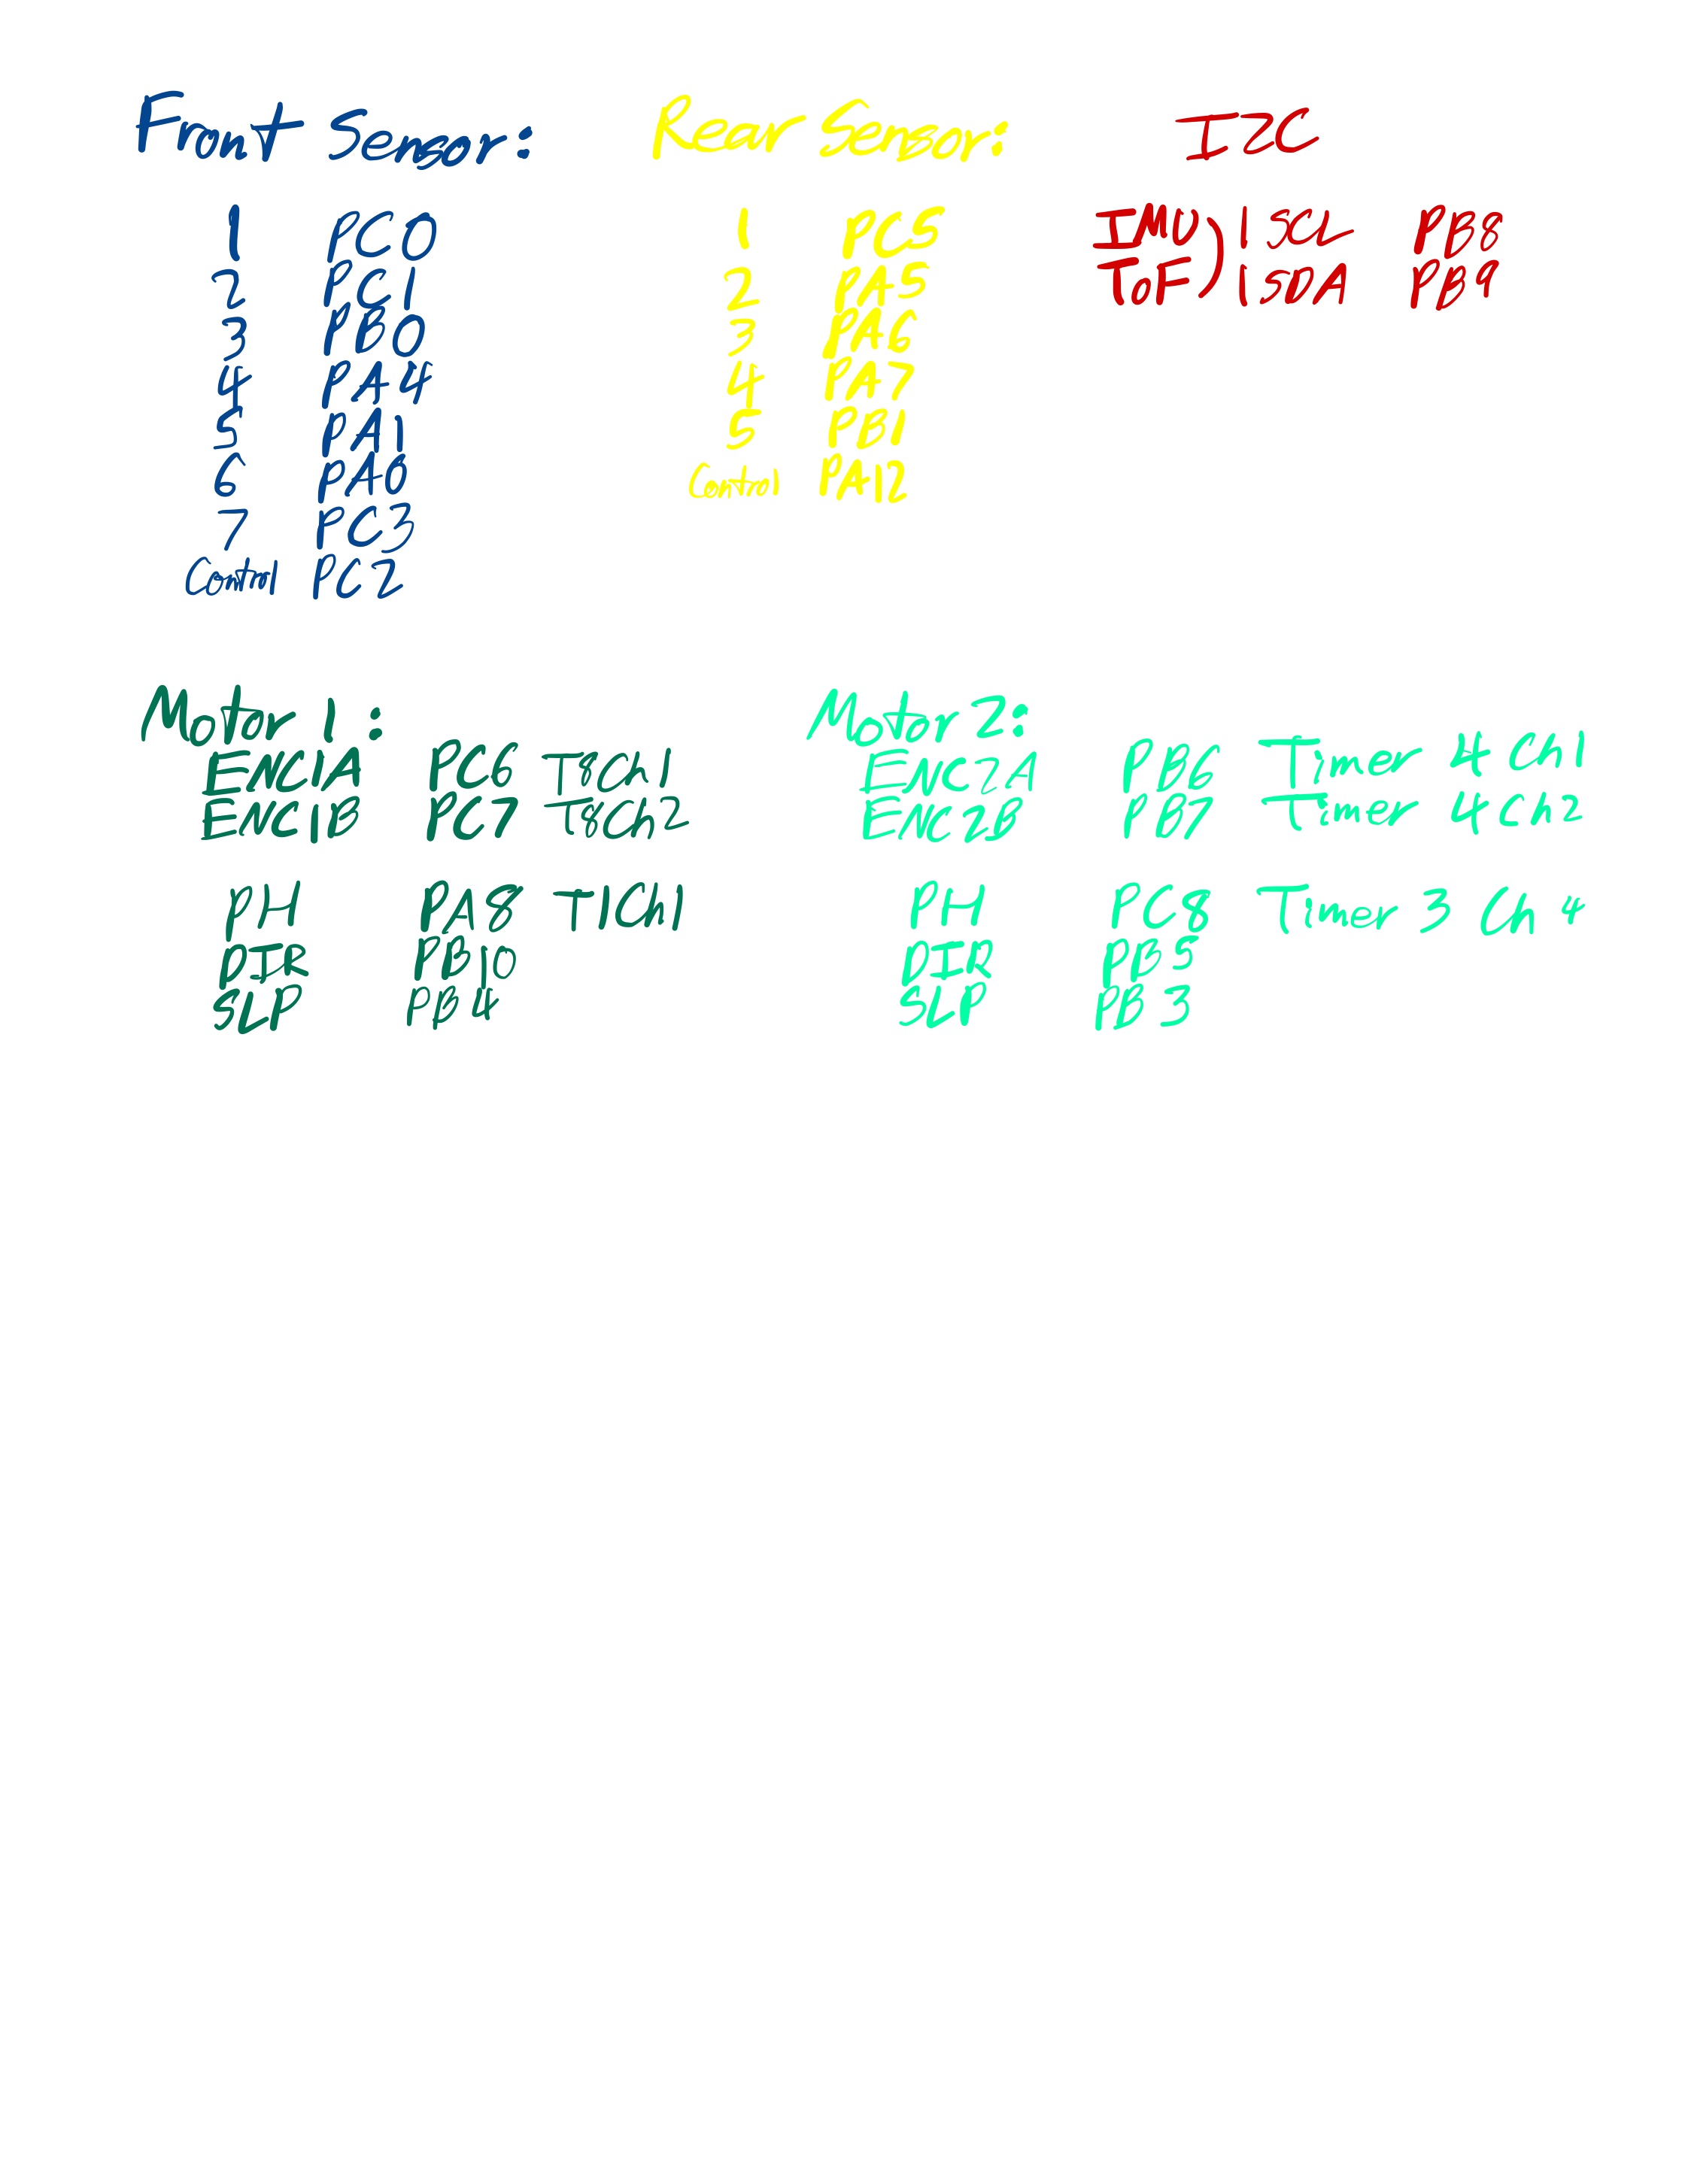 Front Sensor:
1 PC0
2 PC1
3 PB0
4 PA4
5 PA1
6 PA0
7 PC3
Control PC2
Rear Sensor:
1 PC5
2 PA5
3 PA6
4 PA7
5 PB1
Control PA12
I2C
IMU 1 SCL PB8
ToF 1 SDA PB9
Motor 1:
ENC1A PC6 T8Ch1
ENC1B PC7 T8Ch2
PH PA8 T1Ch1
DIR PB10
SLP PB4
Motor 2:
ENC2A PB6 Timer 4 Ch1
ENC2B PB7 Timer 4 Ch2
PH PC8 Timer 3 Ch 4
DIR PB5
SLP PB3